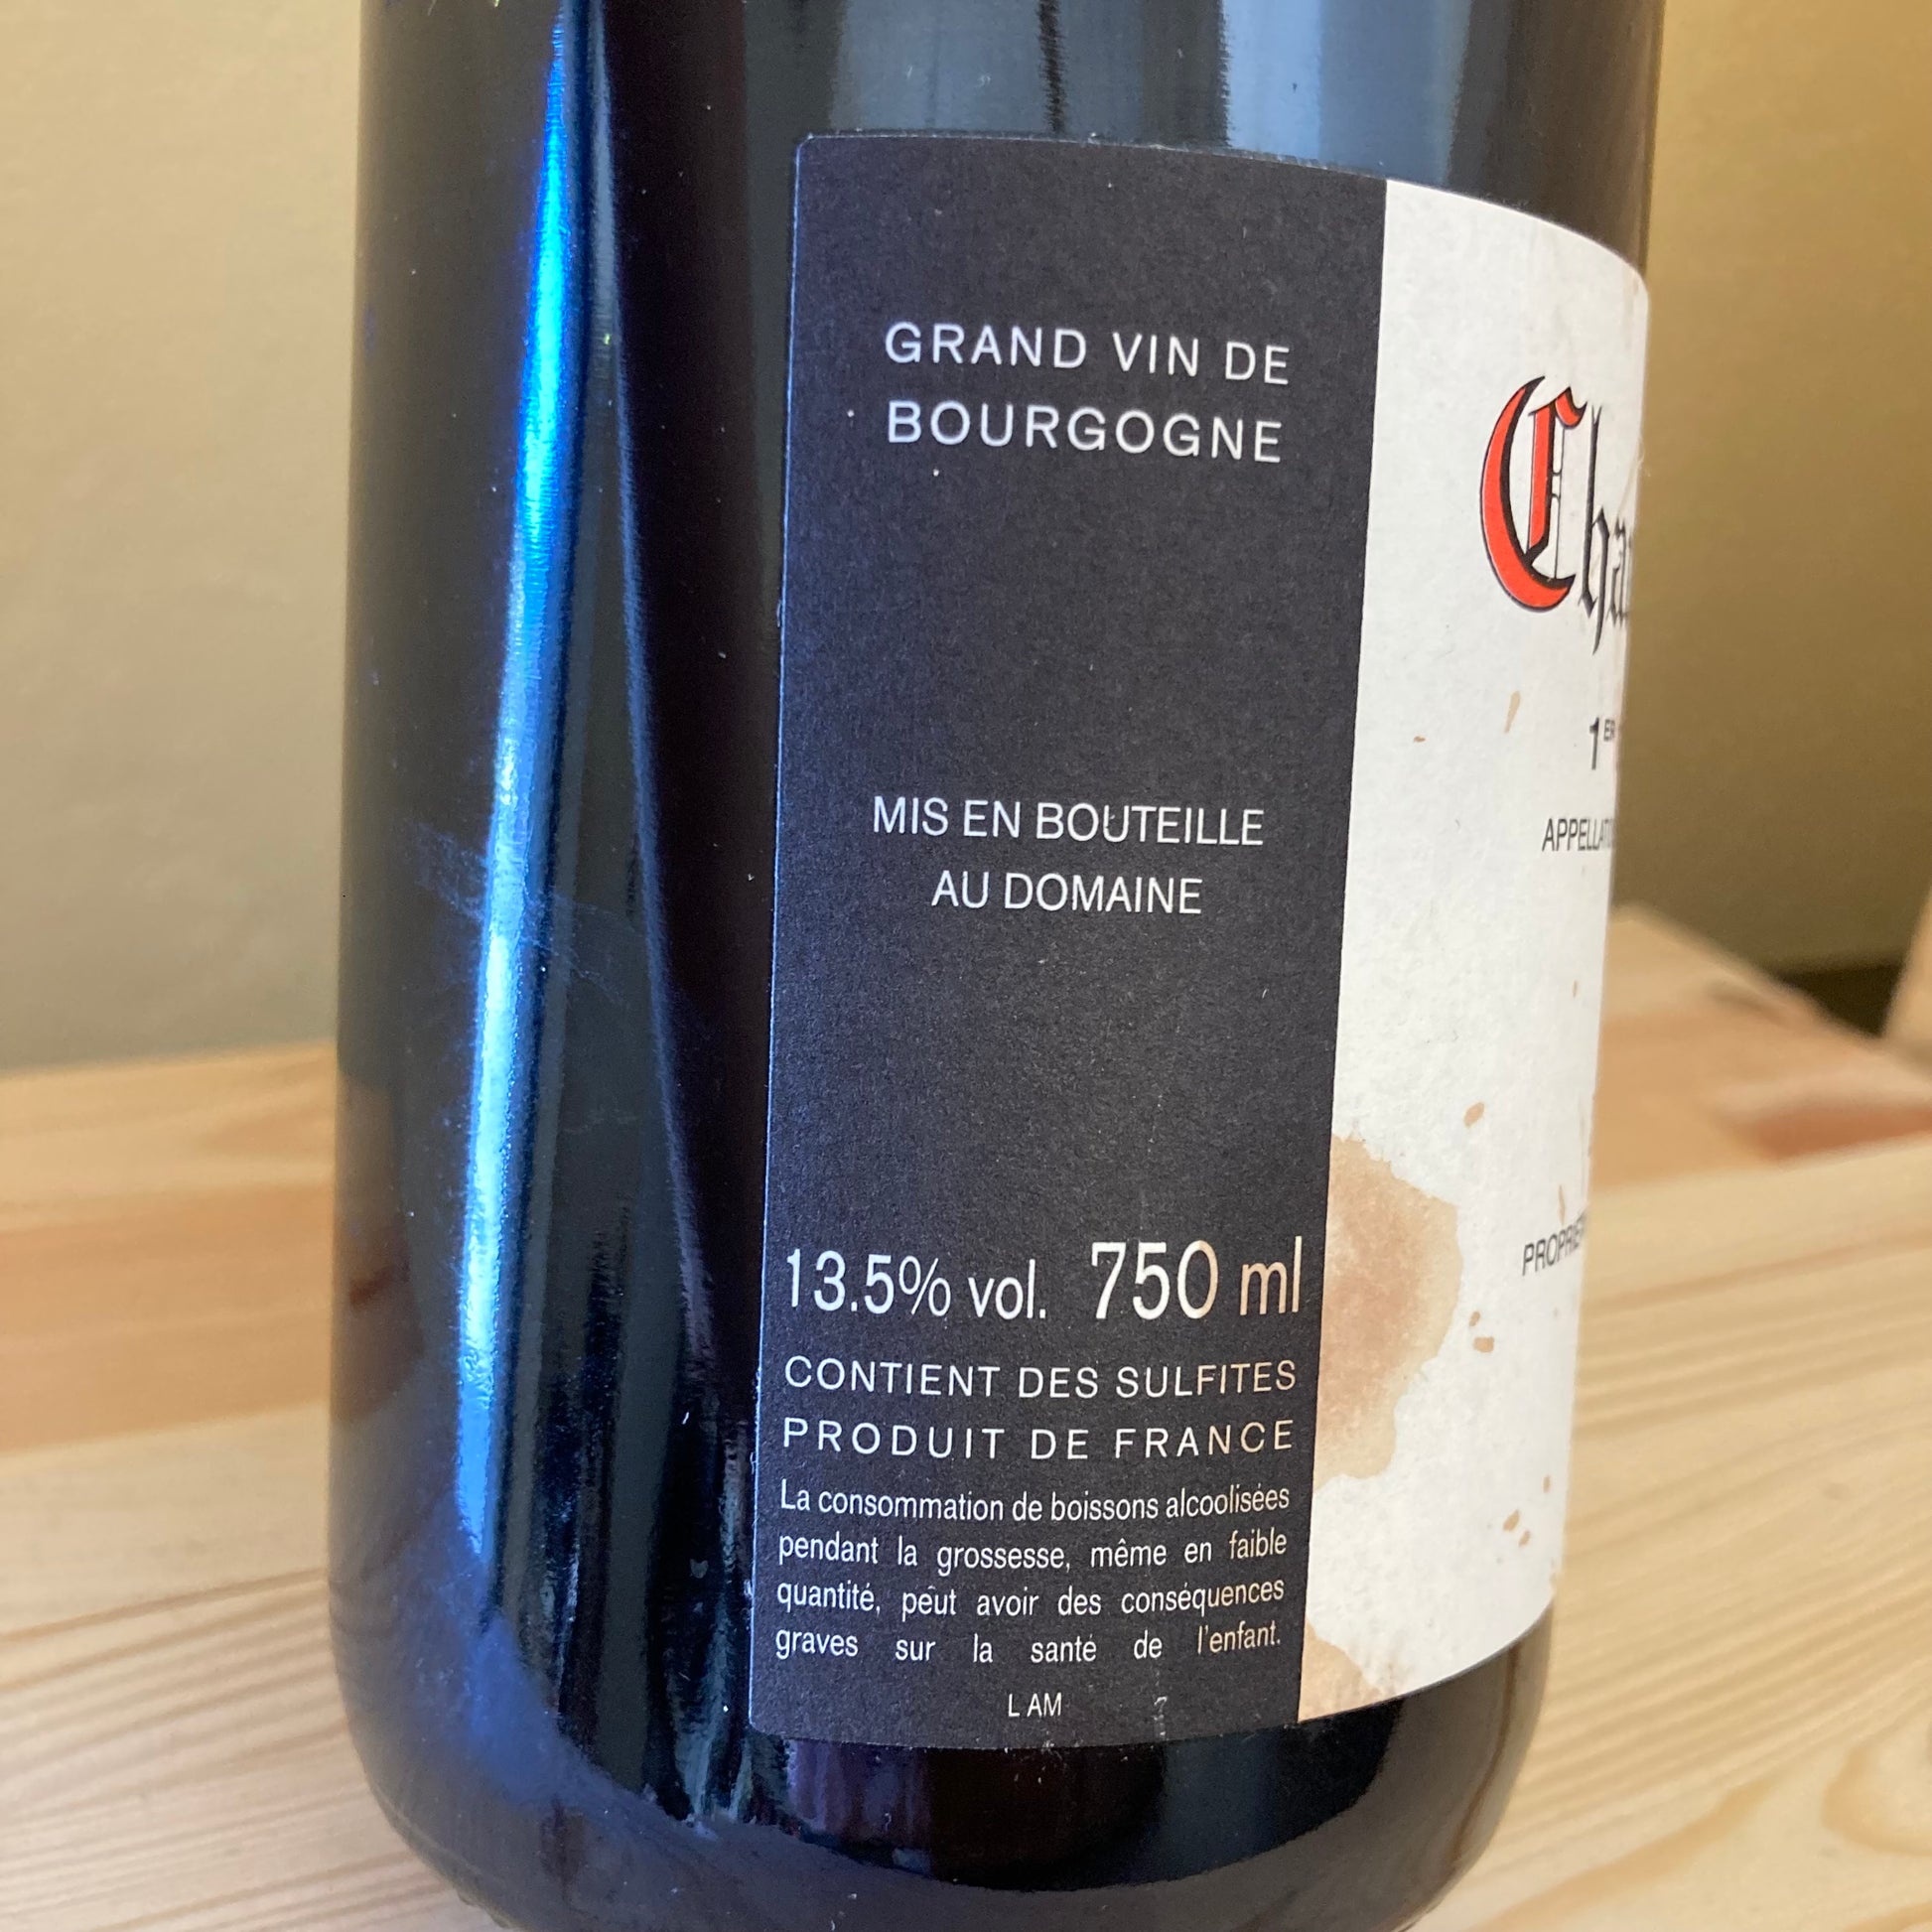 GRAND VIN DE
BOURGOGNE
MIS EN BOUTEILLE
AU DOMAINE
13.5% vol. 750 ml
CONTIENT DES SULFITES
PRODUIT DE FRANCE
La consommation de boissons alcoolisées
pendant la grossesse, même en faible
quantité, peut avoir des conséquences
graves sur la santé de l'enfant.
L AM
1ER